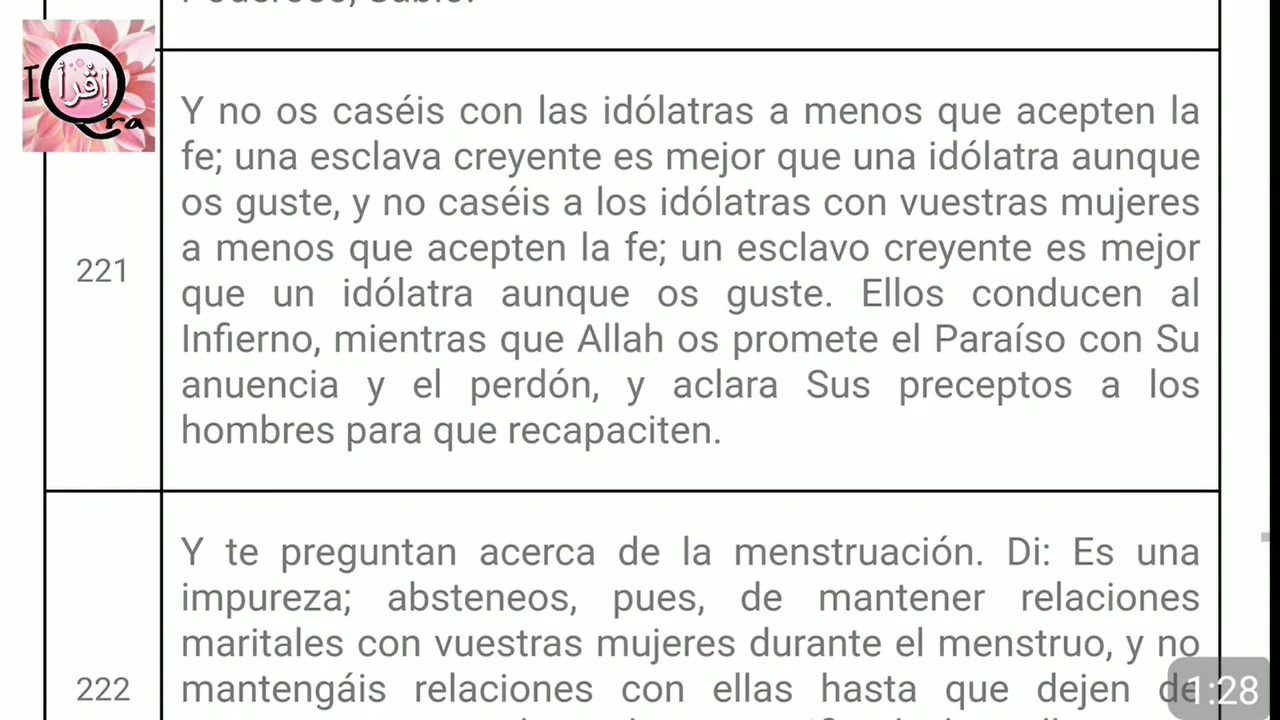 Poderoso, Sabio.
I إقرأ
Qra
Y no os caséis con las idólatras a menos que acepten la
fe; una esclava creyente es mejor que una idólatra aunque
os guste, y no caséis a los idólatras con vuestras mujeres
a menos que acepten la fe; un esclavo creyente es mejor
221
que un idólatra aunque os guste. Ellos conducen al
Infierno, mientras que Allah os promete el Paraíso con Su
anuencia y el perdón, y aclara Sus preceptos a los
hombres para que recapaciten.
Y te preguntan acerca de la menstruación. Di: Es una
impureza; absteneos, pues, de mantener relaciones
maritales con vuestras mujeres durante el menstruo, y no
222
mantengáis relaciones con ellas hasta que dejen de
1:28